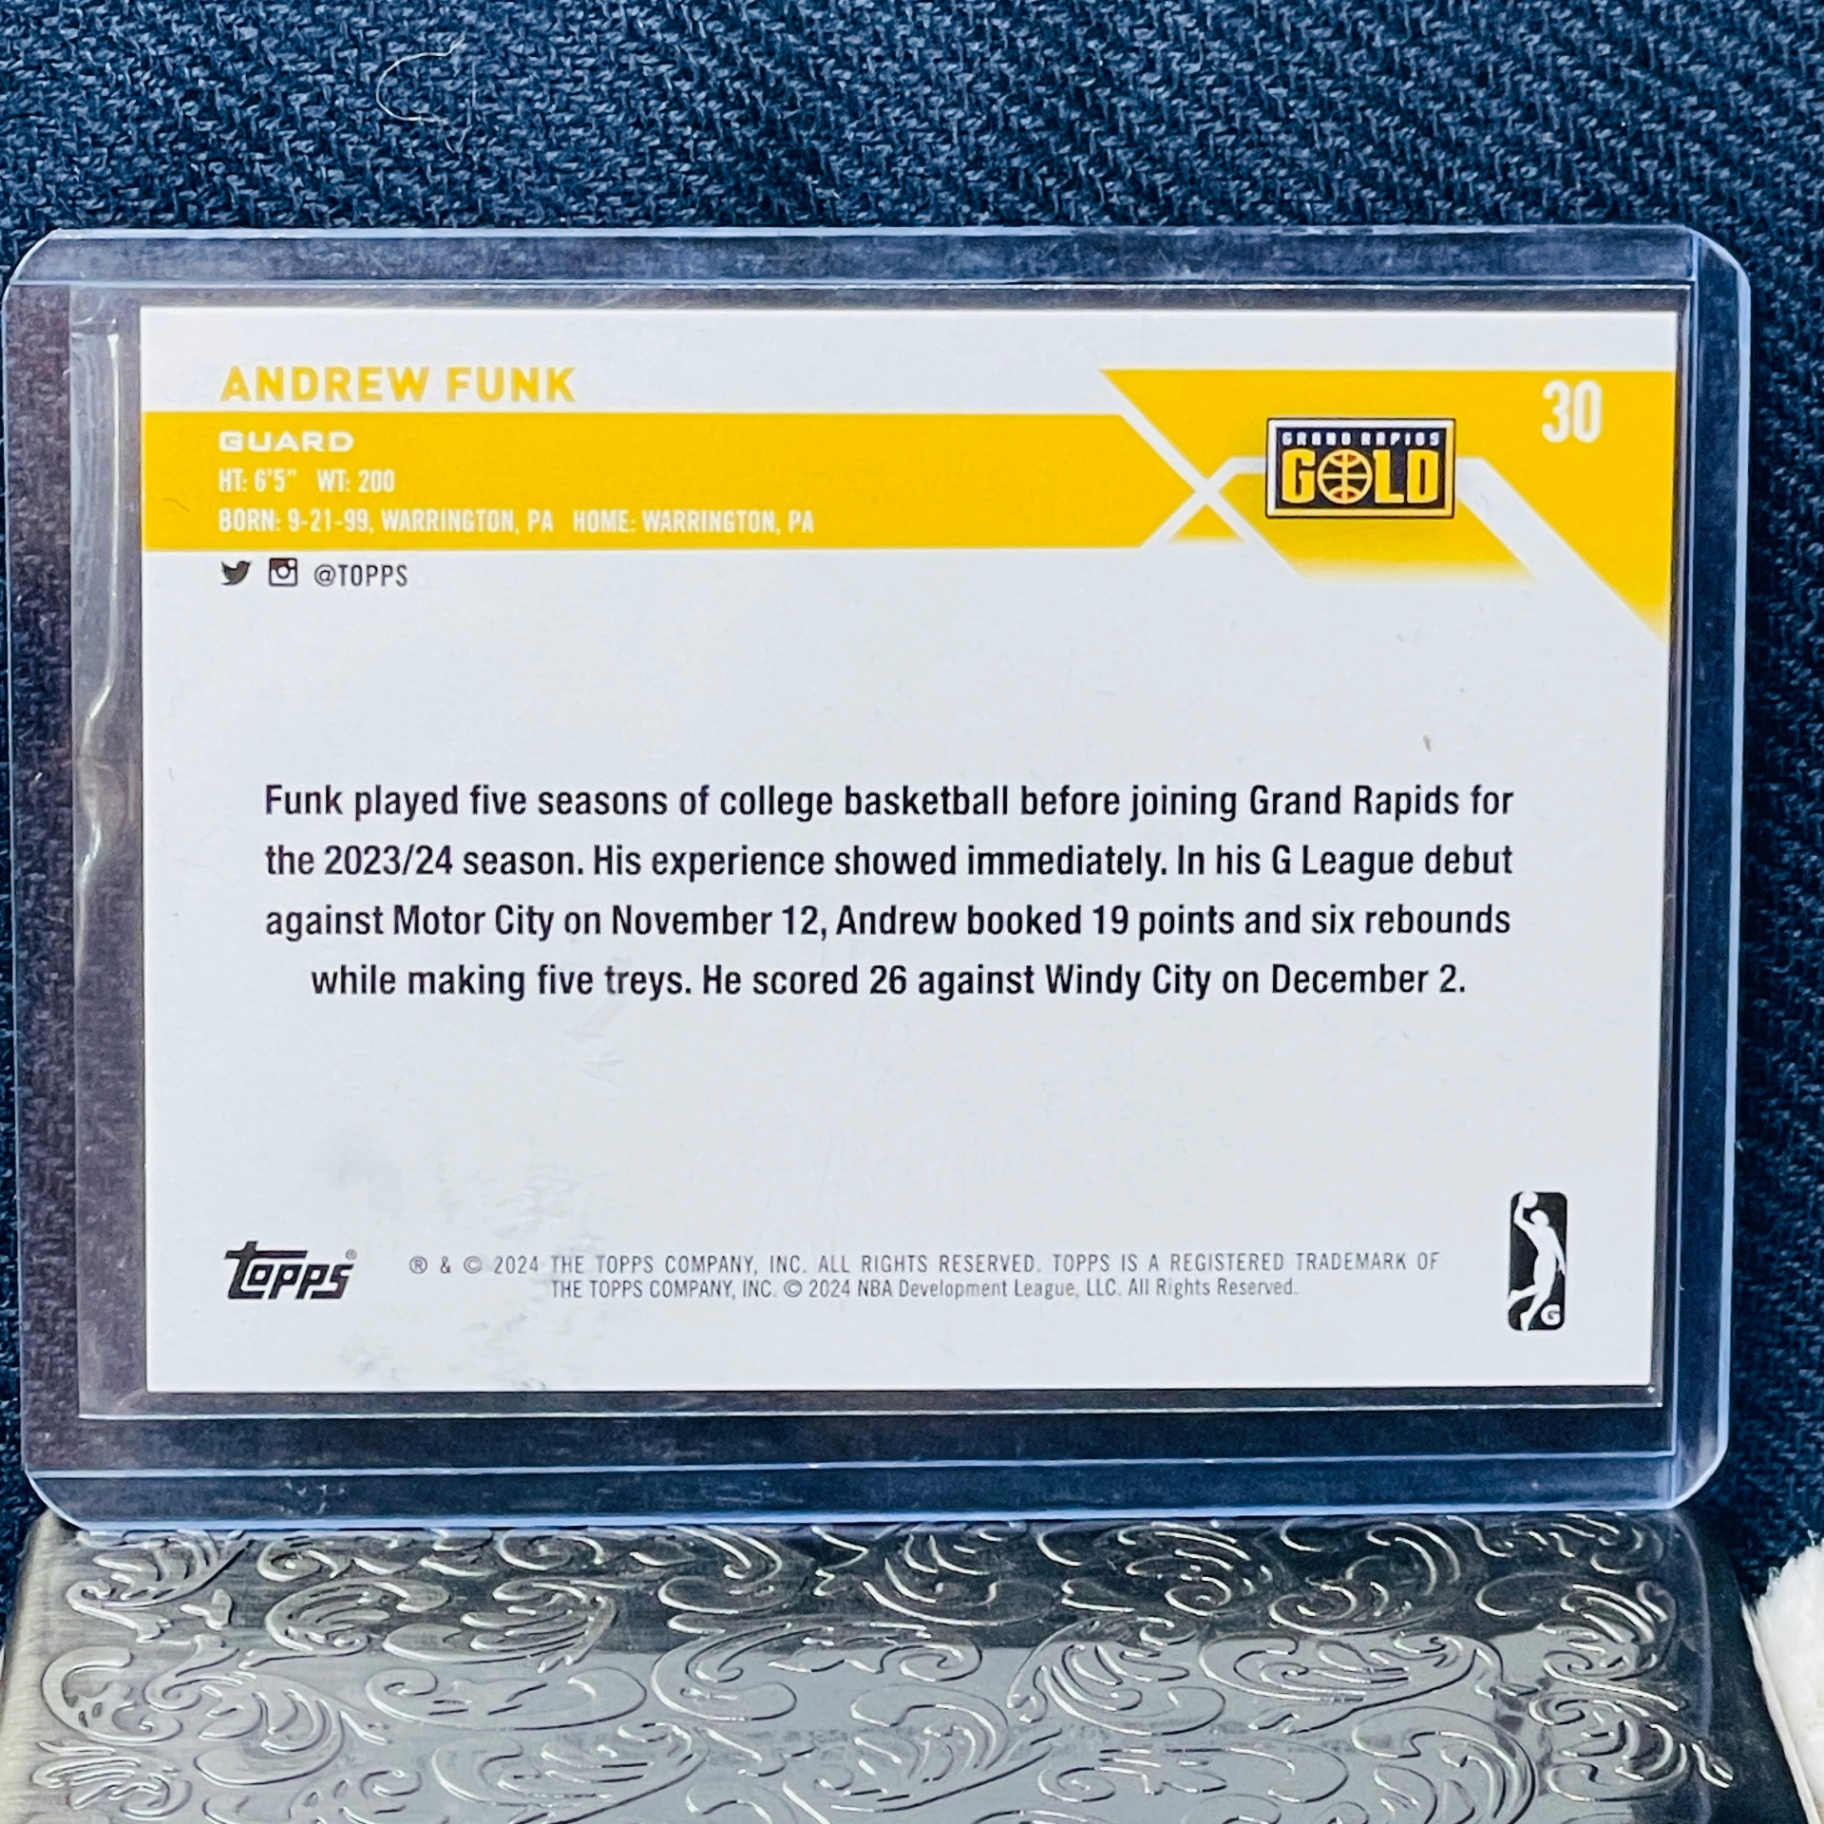 ANDREW FUNK
30
GUARD
GRAND RAPIDS
GOLD
HT: 6'5" WT: 200
BORN: 9-21-99, WARRINGTON, PA HOME: WARRINGTON, PA
@TOPPS
Funk played five seasons of college basketball before joining Grand Rapids for
the 2023/24 season. His experience showed immediately. In his G League debut
against Motor City on November 12, Andrew booked 19 points and six rebounds
while making five treys. He scored 26 against Windy City on December 2.
Topps®
® & © 2024 THE TOPPS COMPANY, INC. ALL RIGHTS RESERVED. TOPPS IS A REGISTERED TRADEMARK OF
THE TOPPS COMPANY, INC. © 2024 NBA Development League, LLC. All Rights Reserved.
G